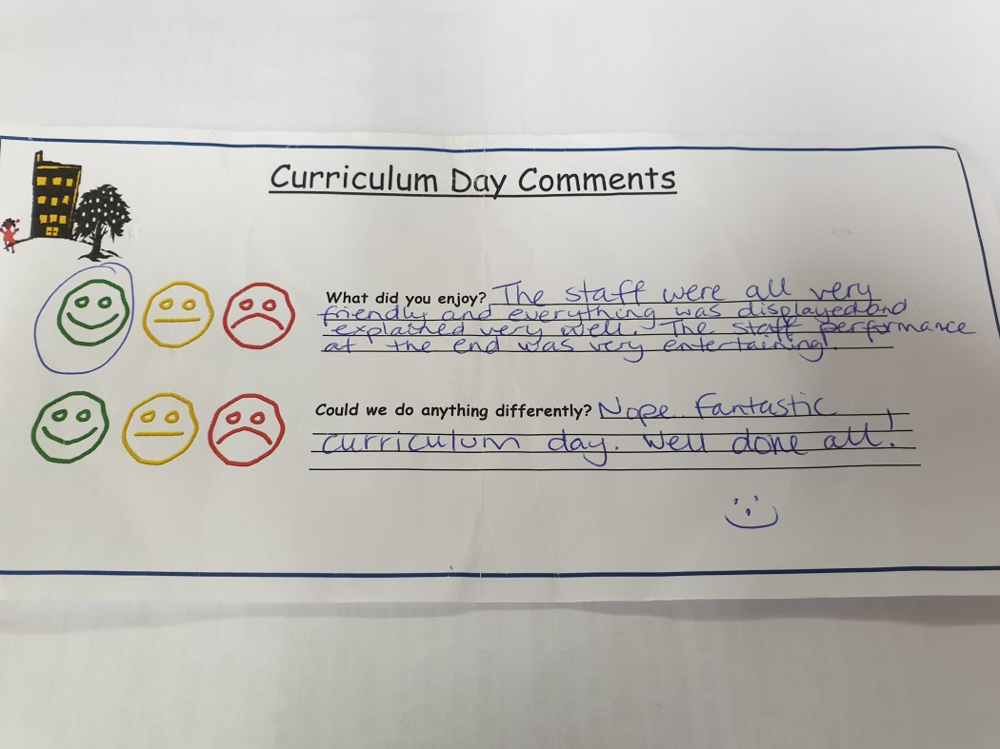 Curriculum Day Comments
What did you enjoy? The staff were all very
friendly and everything was displayed and
explained very well. The staff performance
at the end was very entertaining.
Could we do anything differently? Nope. Fantastic
curriculum day. Well done all!